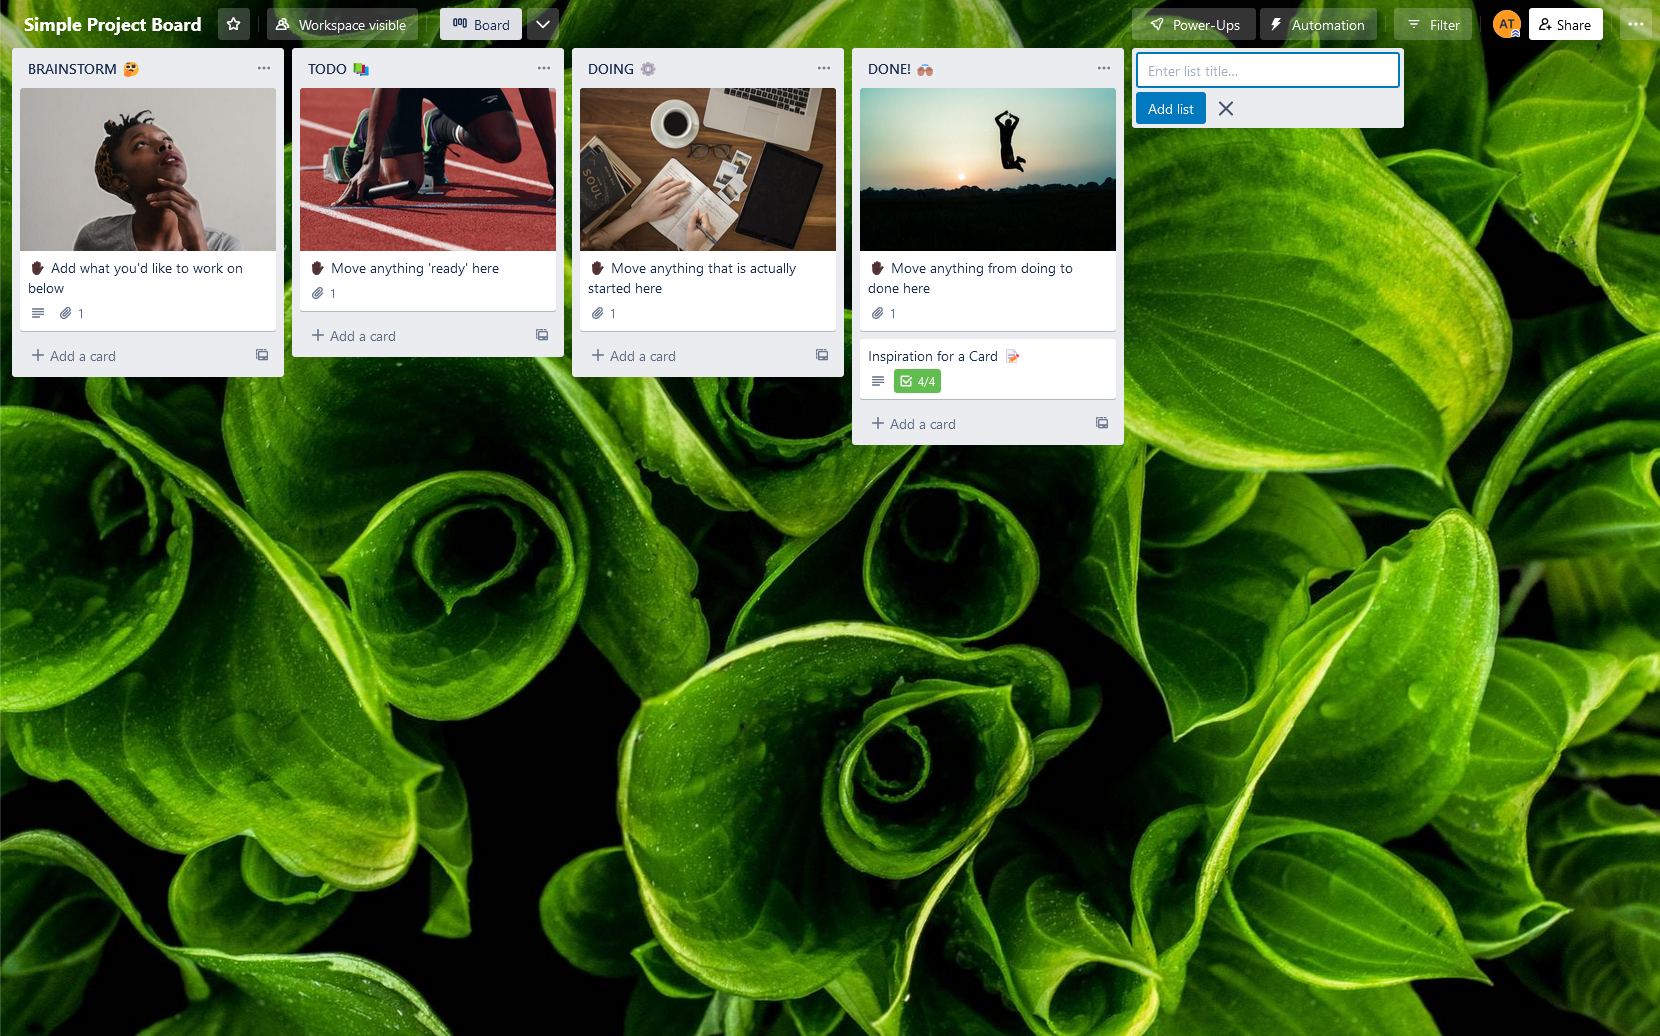 Simple Project Board
Workspace visible
Board
Power-Ups
Automation
Filter
AT
Share
BRAINSTORM 🤔
Add what you'd like to work on
below
1
Add a card
TODO 📚
Move anything 'ready' here
1
Add a card
DOING ⚙️
SOUL
Move anything that is actually
started here
1
Add a card
DONE! 🙌🏽
Move anything from doing to
done here
1
Inspiration for a Card 📝
4/4
Add a card
Enter list title...
Add list